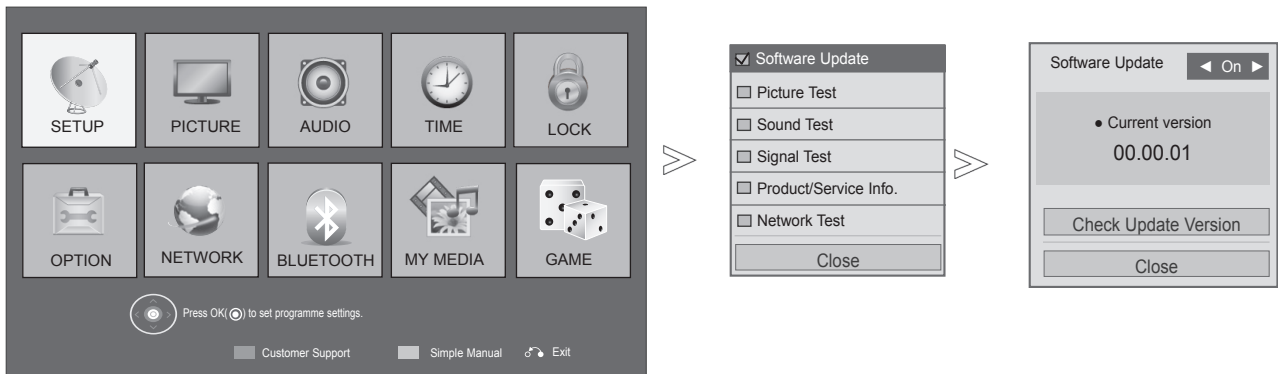 SETUP
PICTURE
AUDIO
TIME
LOCK
OPTION
NETWORK
BLUETOOTH
MY MEDIA
GAME
Press OK( ) to set programme settings.
Customer Support
Simple Manual
Exit
Software Update
Picture Test
Sound Test
Signal Test
Product/Service Info.
Network Test
Close
Software Update
◄ On ►
• Current version
00.00.01
Check Update Version
Close